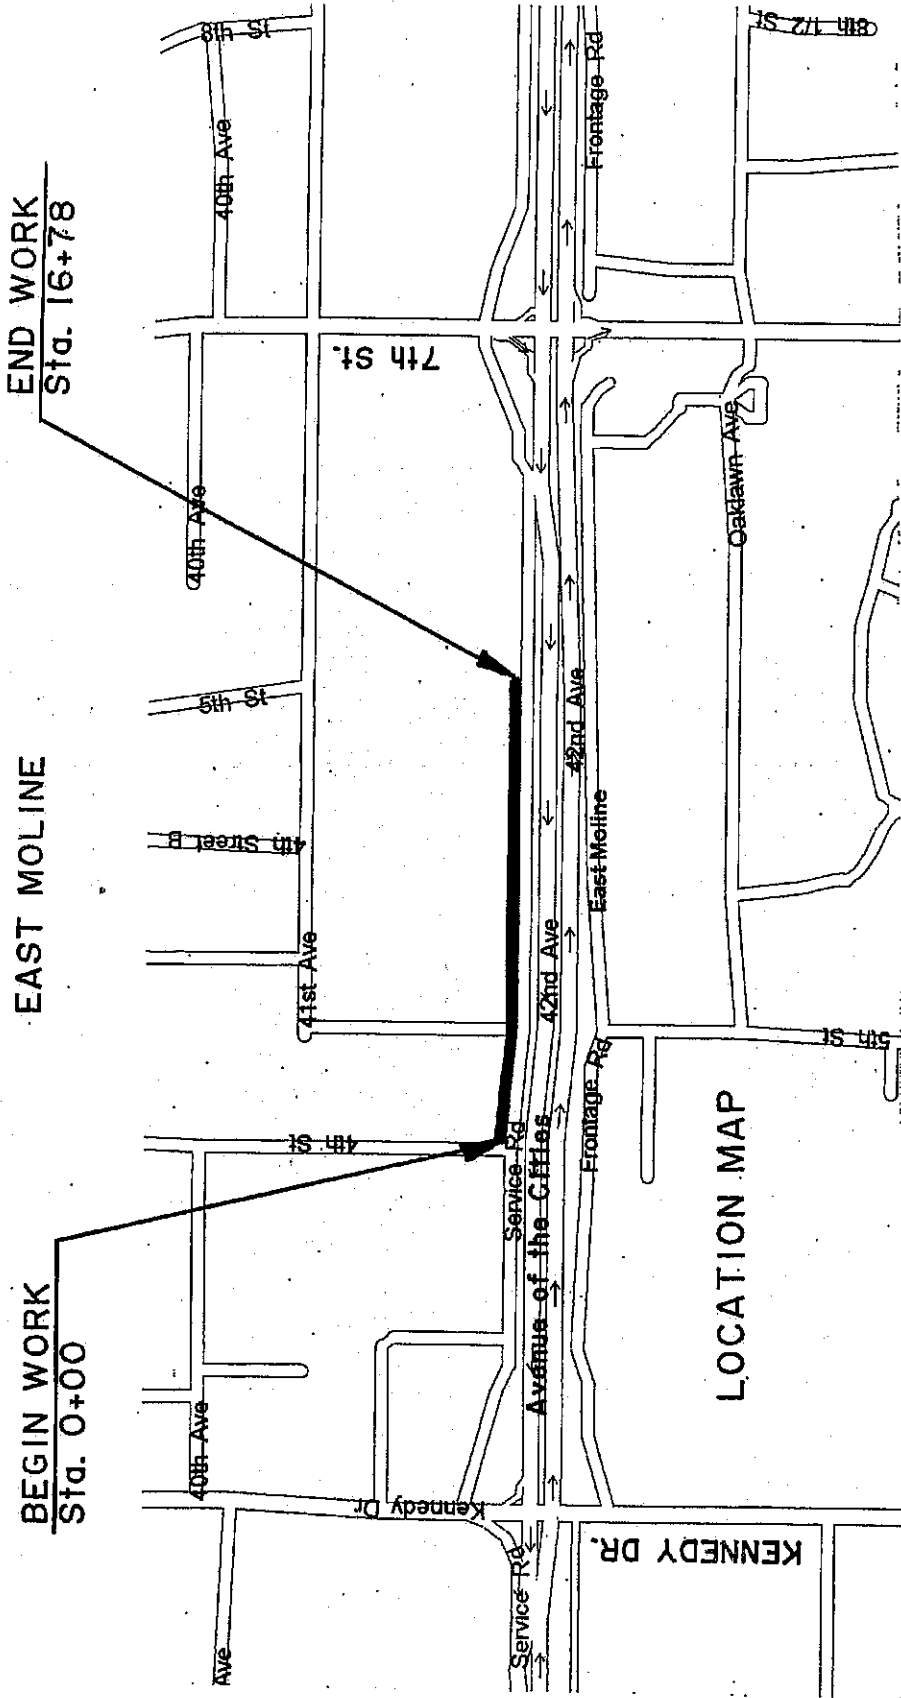 EAST MOLINE
BEGIN WORK
Sta. 0+00
END WORK
Sta. 16+78
Ave
40th Ave
40th Ave
40th Ave
8th St
4th St
41st Ave
4th Street B
5th St
7th St.
Kennedy Dr
Service Rd
Service Rd
Avenue of the Cities
42nd Ave
42nd Ave
Frontage Rd
East Moline
Frontage Rd
KENNEDY DR.
5th St
Oaklawn Ave
8th 1/2 St
LOCATION MAP